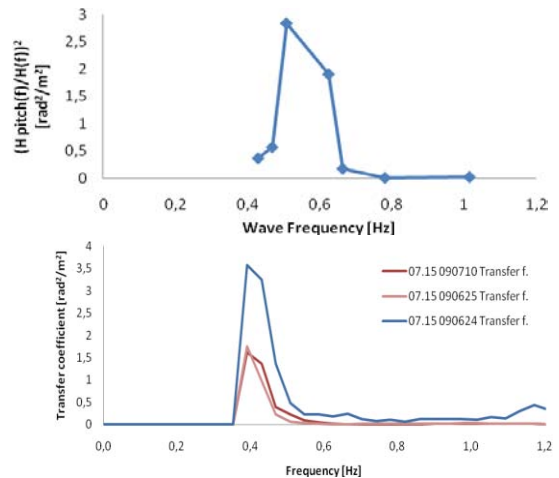 (H pitch(f)/H(f))²
[rad²/m²]
3
2,5
2
1,5
1
0,5
0
0 0,2 0,4 0,6 0,8 1 1,2
Wave Frequency [Hz]
Transfer coefficient [rad²/m²]
4
3,5
3
2,5
2
1,5
1
0,5
0
07.15 090710 Transfer f.
07.15 090625 Transfer f.
07.15 090624 Transfer f.
0,0 0,2 0,4 0,6 0,8 1,0 1,2
Frequency [Hz]